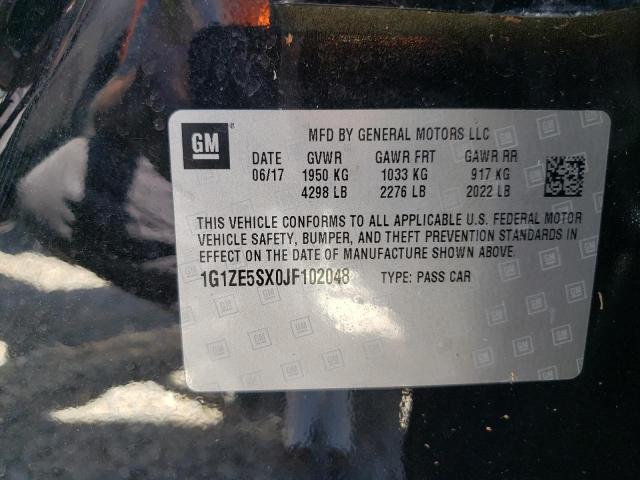 GM
MFD BY GENERAL MOTORS LLC
DATE GVWR GAWR FRT GAWR RR
06/17 1950 KG 1033 KG 917 KG
4298 LB 2276 LB 2022 LB
THIS VEHICLE CONFORMS TO ALL APPLICABLE U.S. FEDERAL MOTOR
VEHICLE SAFETY, BUMPER, AND THEFT PREVENTION STANDARDS IN
EFFECT ON THE DATE OF MANUFACTURE SHOWN ABOVE.
1G1ZE5SX0JF102048 TYPE: PASS CAR